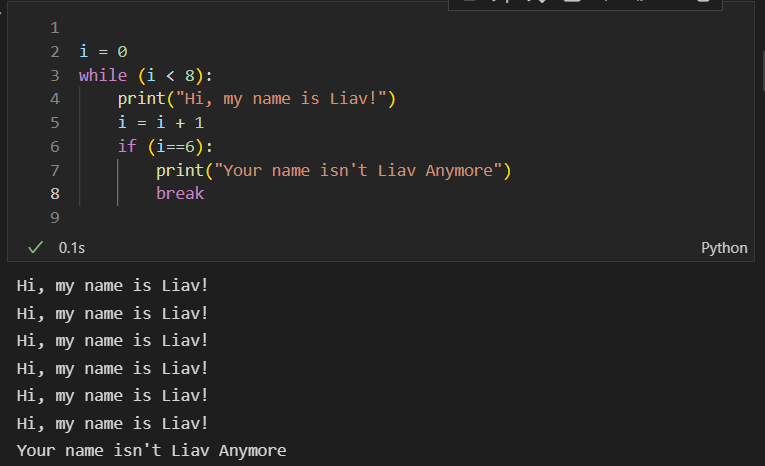 1
2 i = 0
3 while (i < 8):
4     print("Hi, my name is Liav!")
5     i = i + 1
6     if (i==6):
7         print("Your name isn't Liav Anymore")
8         break
9
0.1s Python
Hi, my name is Liav!
Hi, my name is Liav!
Hi, my name is Liav!
Hi, my name is Liav!
Hi, my name is Liav!
Hi, my name is Liav!
Your name isn't Liav Anymore